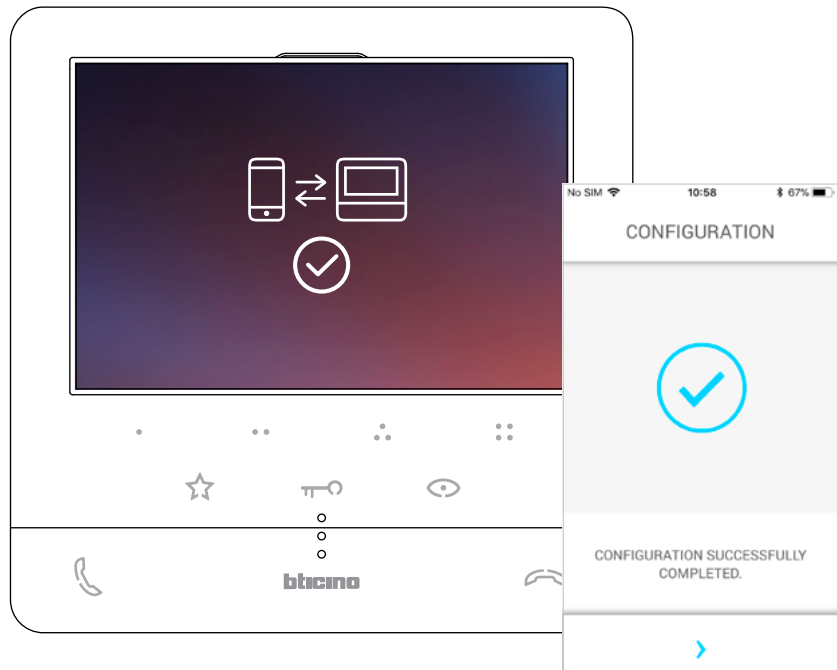 bticino
No SIM 10:58 67%
CONFIGURATION
CONFIGURATION SUCCESSFULLY
COMPLETED.